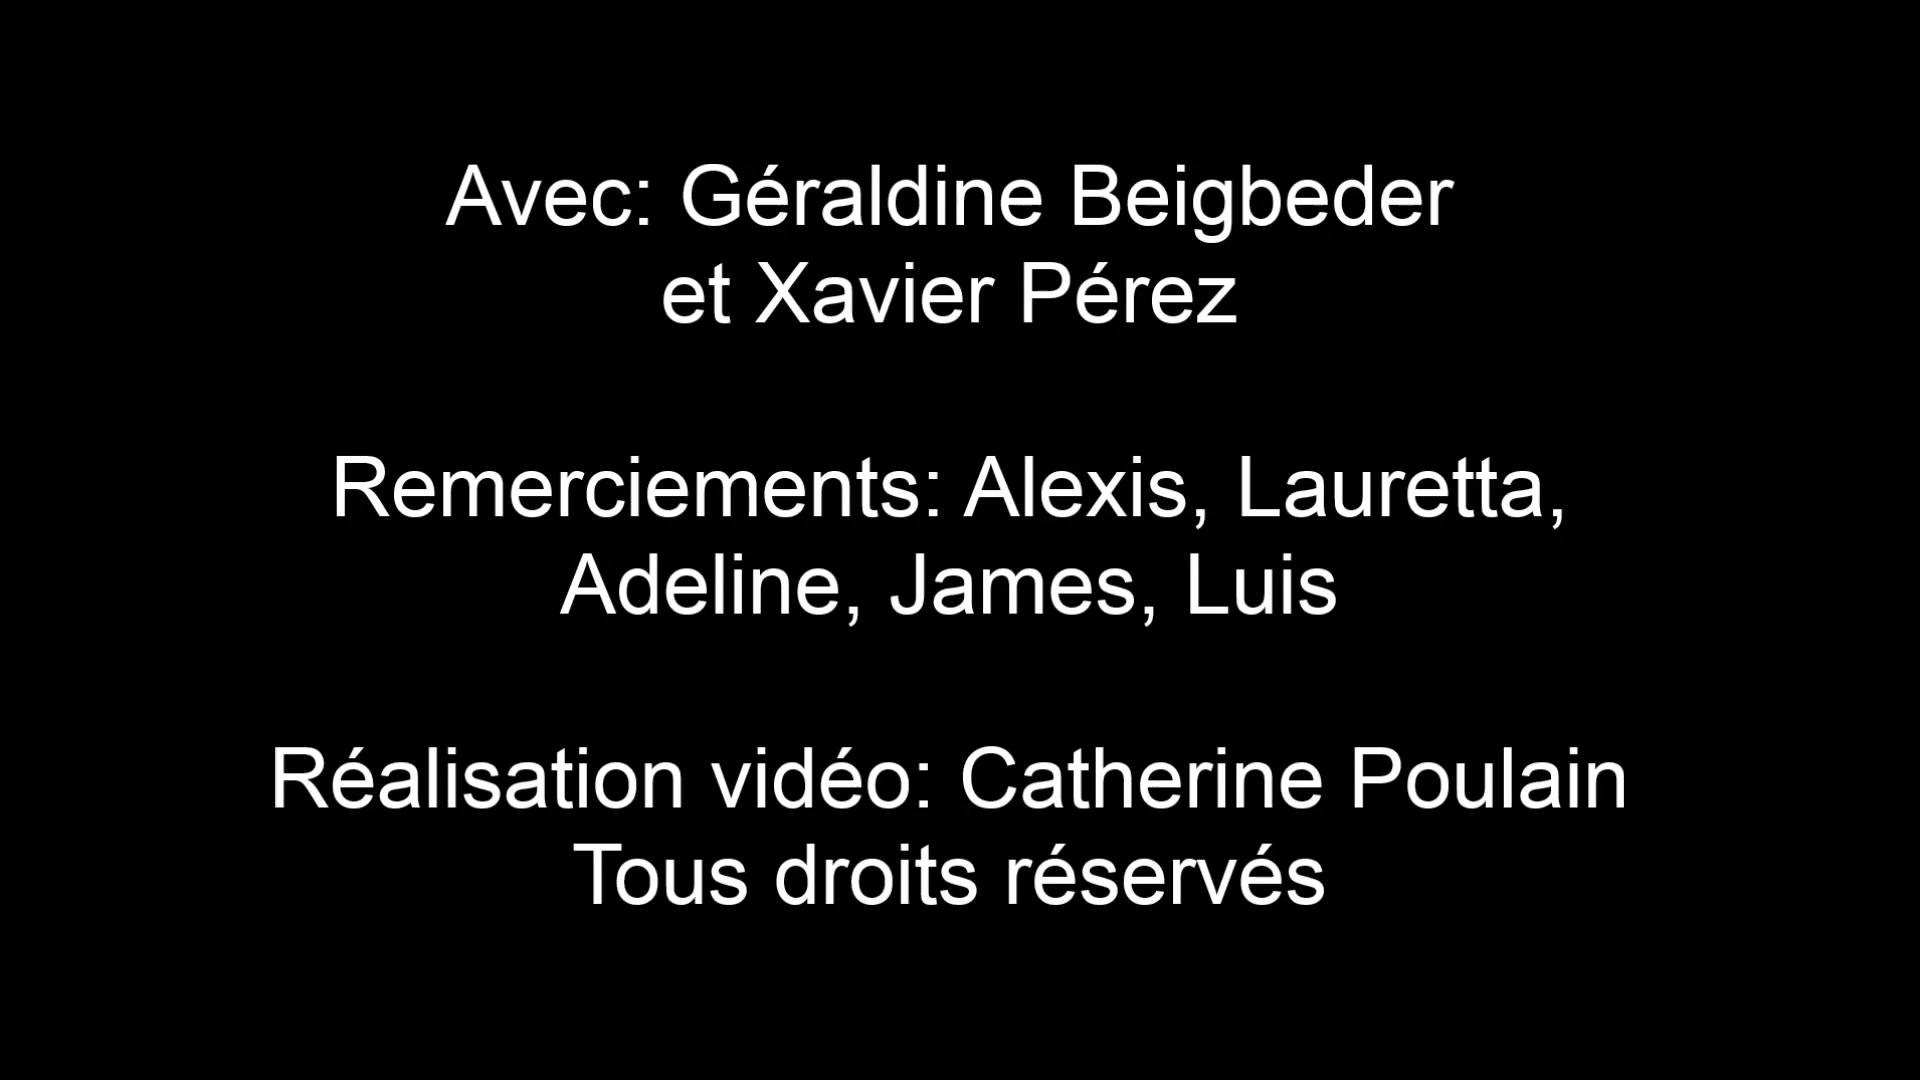 Avec: Géraldine Beigbeder
et Xavier Pérez
Remerciements: Alexis, Lauretta,
Adeline, James, Luis
Réalisation vidéo: Catherine Poulain
Tous droits réservés